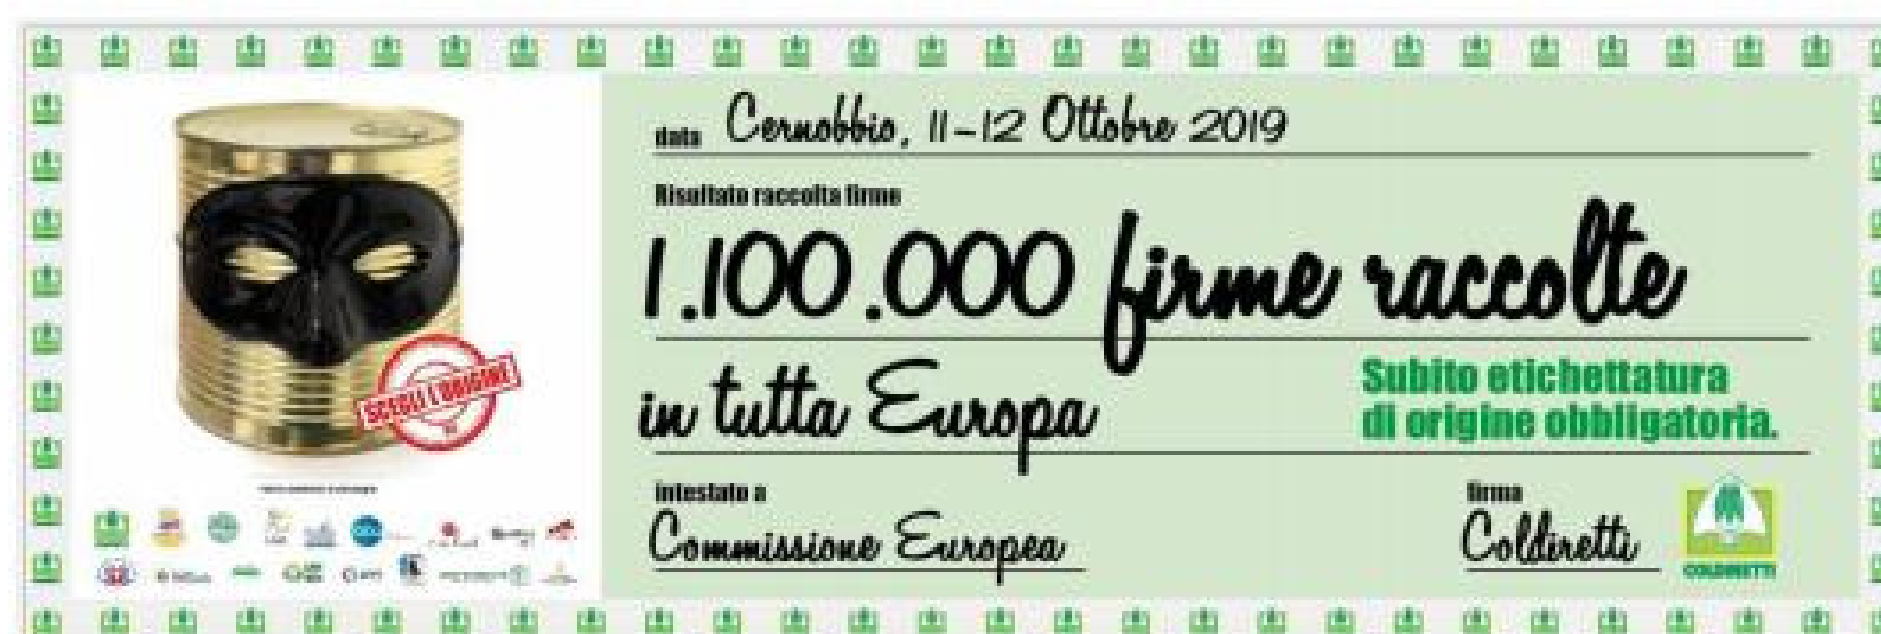 data Cernobbio, 11-12 Ottobre 2019
Risultato raccolta firme
1.100.000 firme raccolte
in tutta Europa
Subito etichettatura
di origine obbligatoria.
intestato a
Commissione Europea
firma
Coldiretti
COLDIRETTI
SCEGLI L'ORIGINE